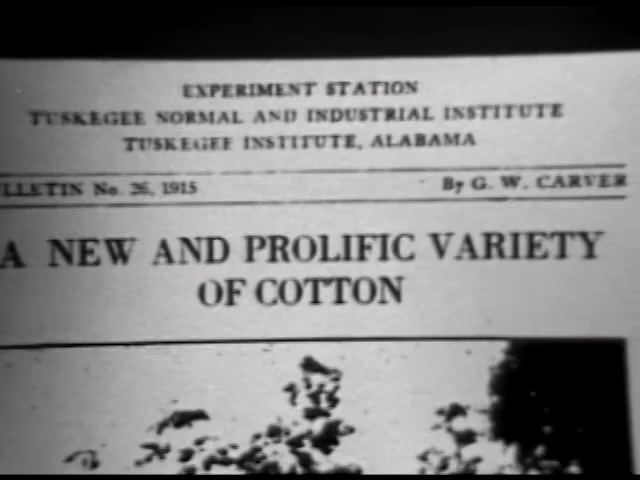 EXPERIMENT STATION
TUSKEGEE NORMAL AND INDUSTRIAL INSTITUTE
TUSKEGEE INSTITUTE, ALABAMA
LLETIN No. 26, 1915 By G. W. CARVER
A NEW AND PROLIFIC VARIETY
OF COTTON